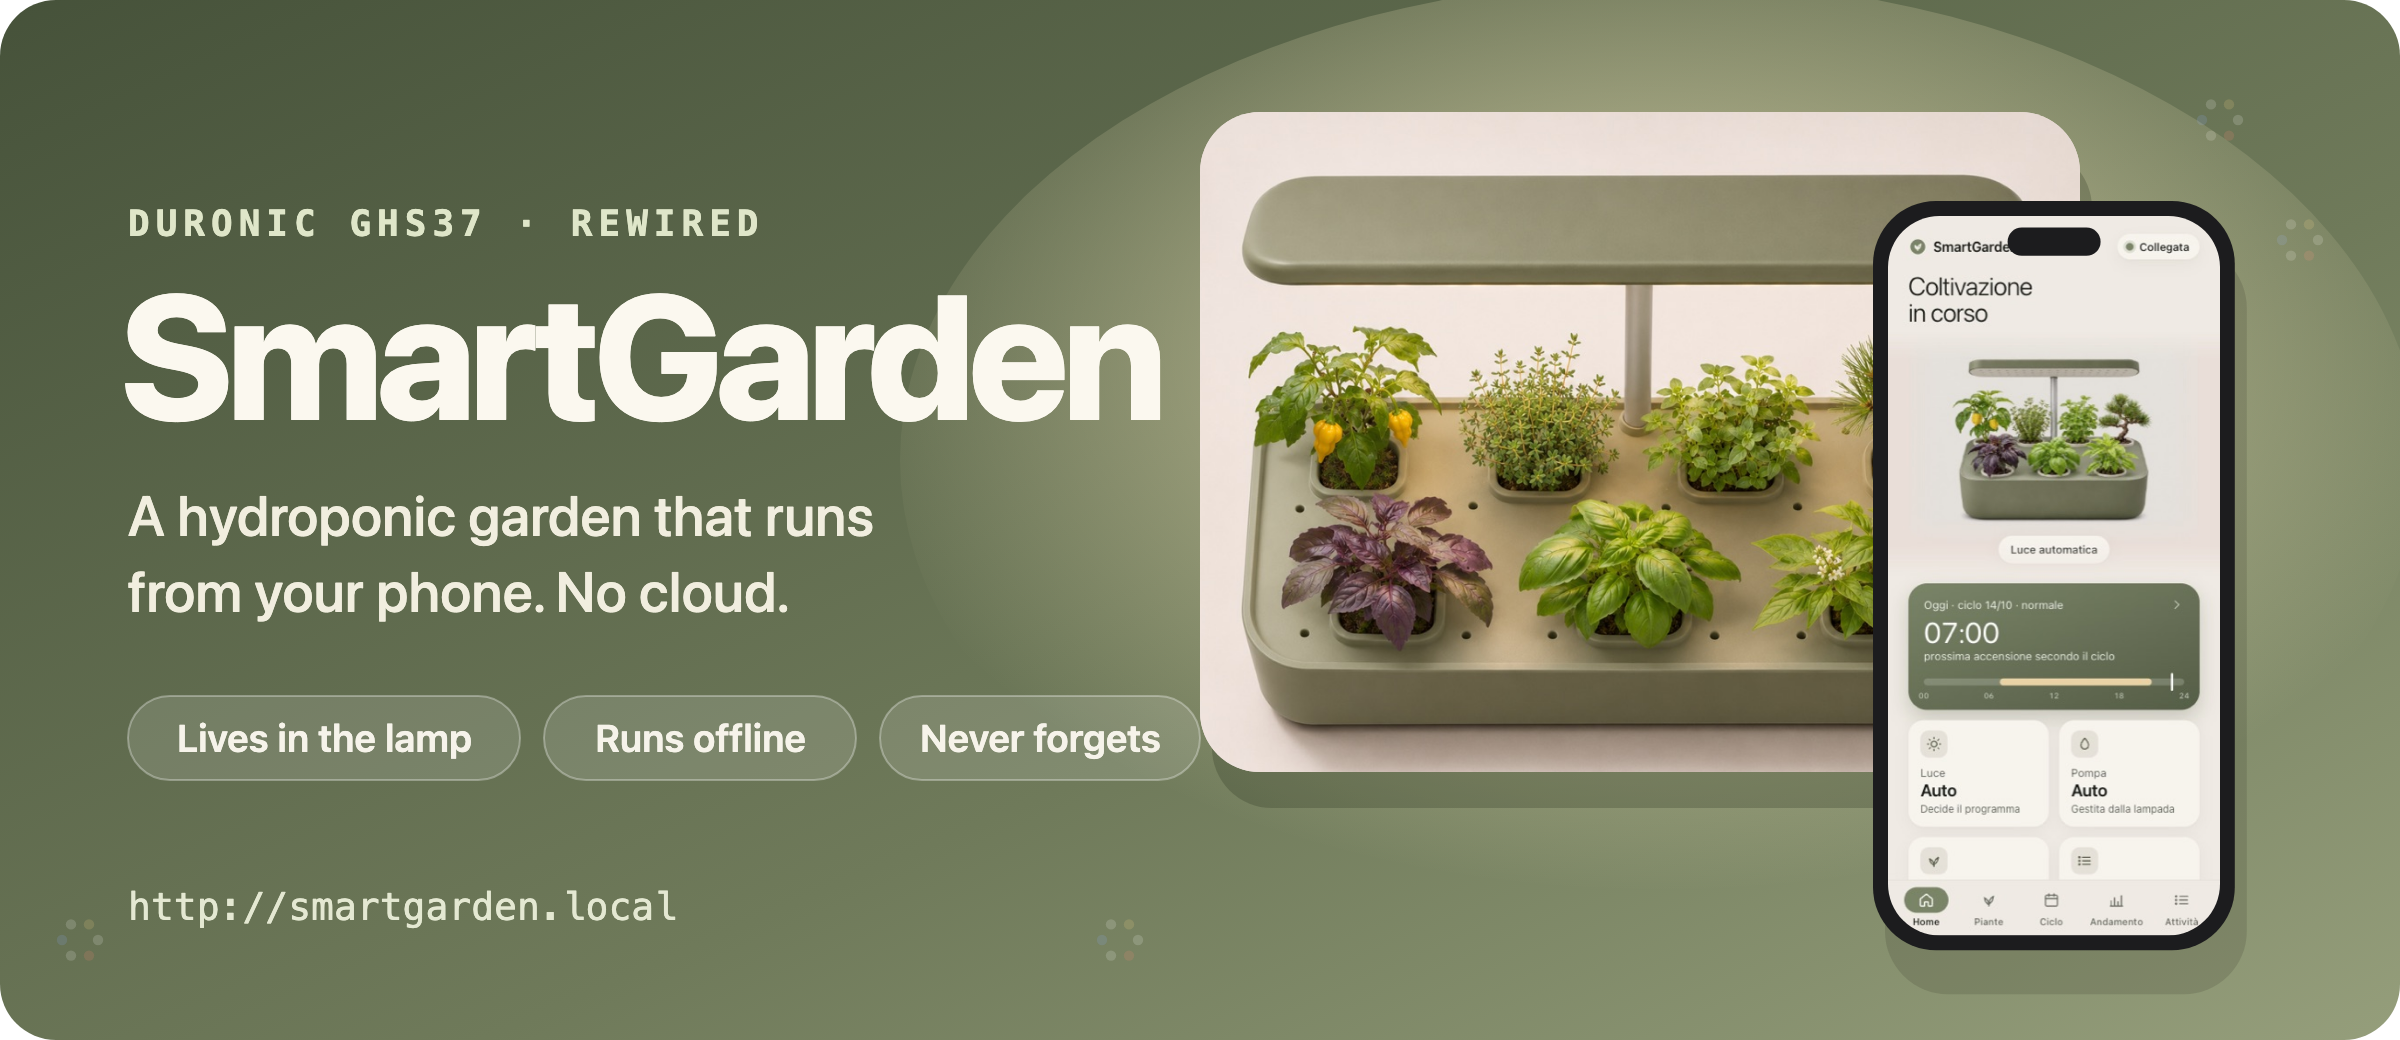 DURONIC GHS37 · REWIRED
SmartGarden
A hydroponic garden that runs
from your phone. No cloud.
Lives in the lamp
Runs offline
Never forgets
http://smartgarden.local
SmartGarde
Collegata
Coltivazione
in corso
Luce automatica
Oggi · ciclo 14/10 · normale
07:00
prossima accensione secondo il ciclo
00 06 12 18 24
Luce
Auto
Decide il programma
Pompa
Auto
Gestita dalla lampada
Home Piante Ciclo Andamento Attività